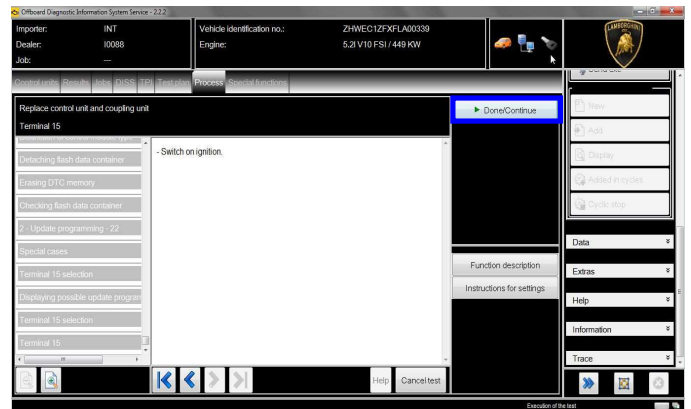 Offboard Diagnostic Information System Service - 2.2.2
Importer: INT
Dealer: I0088
Job: ---
Vehicle identification no.: ZHWEC1ZFXFLA00339
Engine: 5.2l V10 FSI / 449 KW
LAMBORGHINI
Control units Results Jobs DISS TPI Test plan Process Special functions
Replace control unit and coupling unit
Terminal 15
Detaching flash data container
Erasing DTC memory
Checking flash data container
2 - Update programming - 22
Special cases
Terminal 15 selection
Displaying possible update program
Terminal 15 selection
Terminal 15
- Switch on ignition.
Help
Cancel test
Done/Continue
Function description
Instructions for settings
New
Add
Display
Added in cycles
Cyclic stop
Data
Extras
Help
Information
Trace
Execution of the test